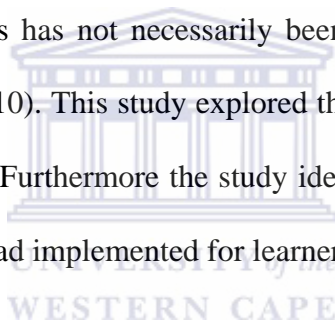 s has not necessarily been
10). This study explored th
Furthermore the study ide
ad implemented for learner
UNIVERSITY of the
WESTERN CAPE